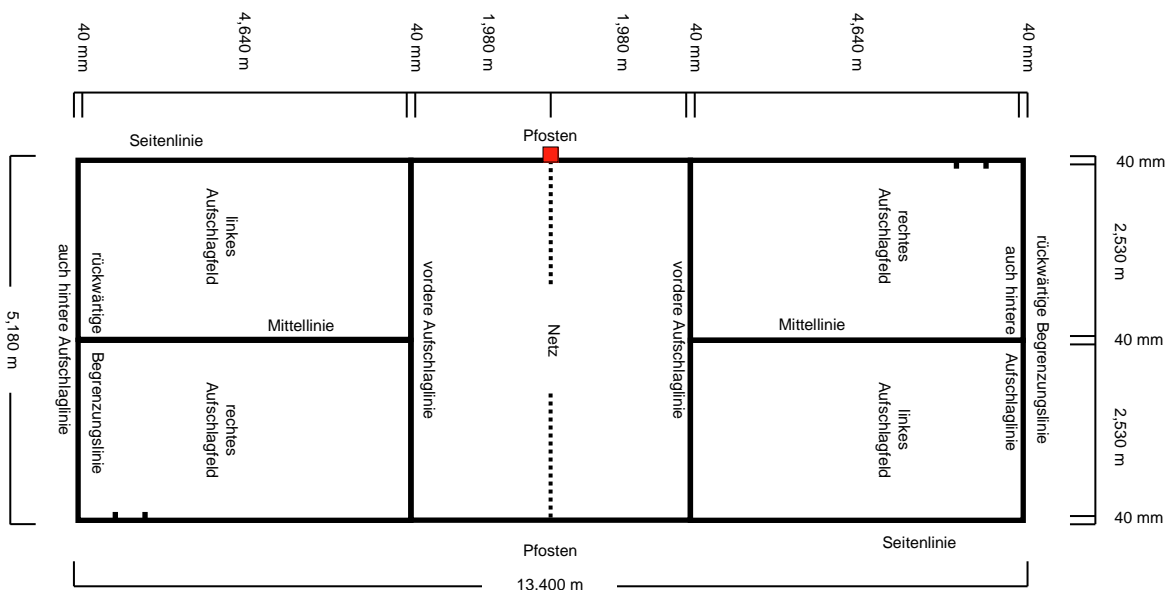 40 mm
4,640 m
40 mm
1,980 m
1,980 m
40 mm
4,640 m
40 mm
Seitenlinie
Pfosten
40 mm
linkes
Aufschlagfeld
rechtes
Aufschlagfeld
2,530 m
auch hintere Aufschlaglinie
rückwärtige Begrenzungslinie
vordere Aufschlaglinie
vordere Aufschlaglinie
auch hintere Aufschlaglinie
rückwärtige Begrenzungslinie
5,180 m
Mittellinie
Netz
Mittellinie
40 mm
rechtes
Aufschlagfeld
linkes
Aufschlagfeld
2,530 m
40 mm
Pfosten
Seitenlinie
13,400 m